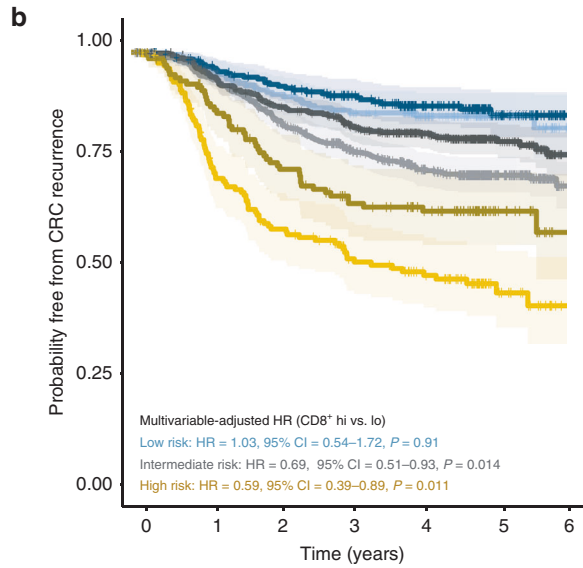 b
1.00
0.75
0.50
0.25
0.00
Probability free from CRC recurrence
Multivariable-adjusted HR (CD8⁺ hi vs. lo)
Low risk: HR = 1.03, 95% CI = 0.54–1.72, P = 0.91
Intermediate risk: HR = 0.69, 95% CI = 0.51–0.93, P = 0.014
High risk: HR = 0.59, 95% CI = 0.39–0.89, P = 0.011
0 1 2 3 4 5 6
Time (years)